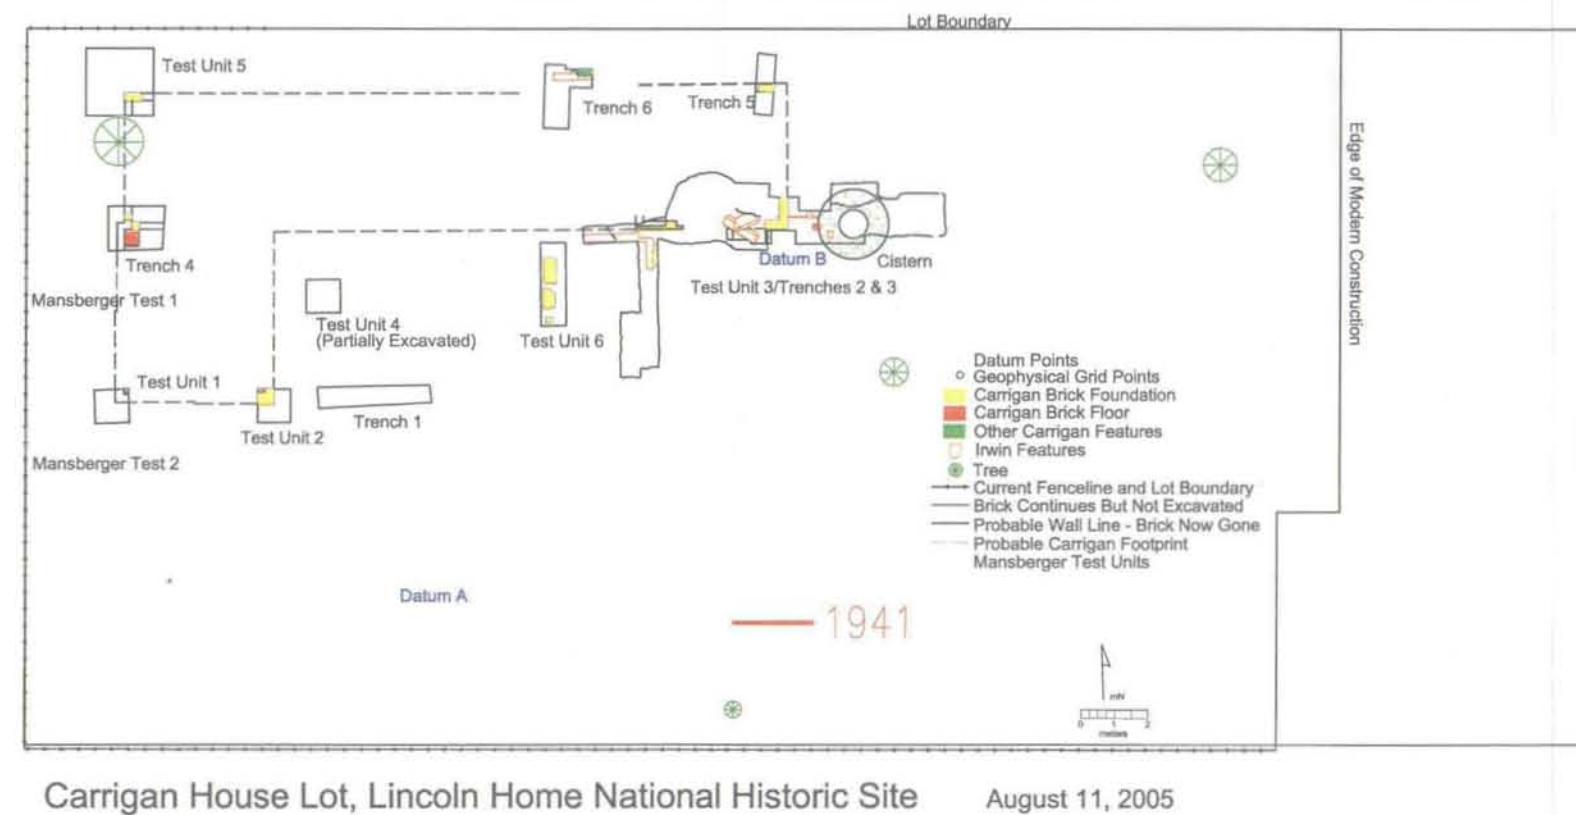 Lot Boundary
Test Unit 5
Trench 6
Trench 5
Edge of Modern Construction
Trench 4
Mansberger Test 1
Datum B
Cistern
Test Unit 3/Trenches 2 & 3
Test Unit 4
(Partially Excavated)
Test Unit 6
Test Unit 1
Trench 1
Test Unit 2
Mansberger Test 2
Datum Points
Geophysical Grid Points
Carrigan Brick Foundation
Carrigan Brick Floor
Other Carrigan Features
Irwin Features
Tree
Current Fenceline and Lot Boundary
Brick Continues But Not Excavated
Probable Wall Line - Brick Now Gone
Probable Carrigan Footprint
Mansberger Test Units
Datum A
1941
mN
0 1 2
meters
Carrigan House Lot, Lincoln Home National Historic Site August 11, 2005